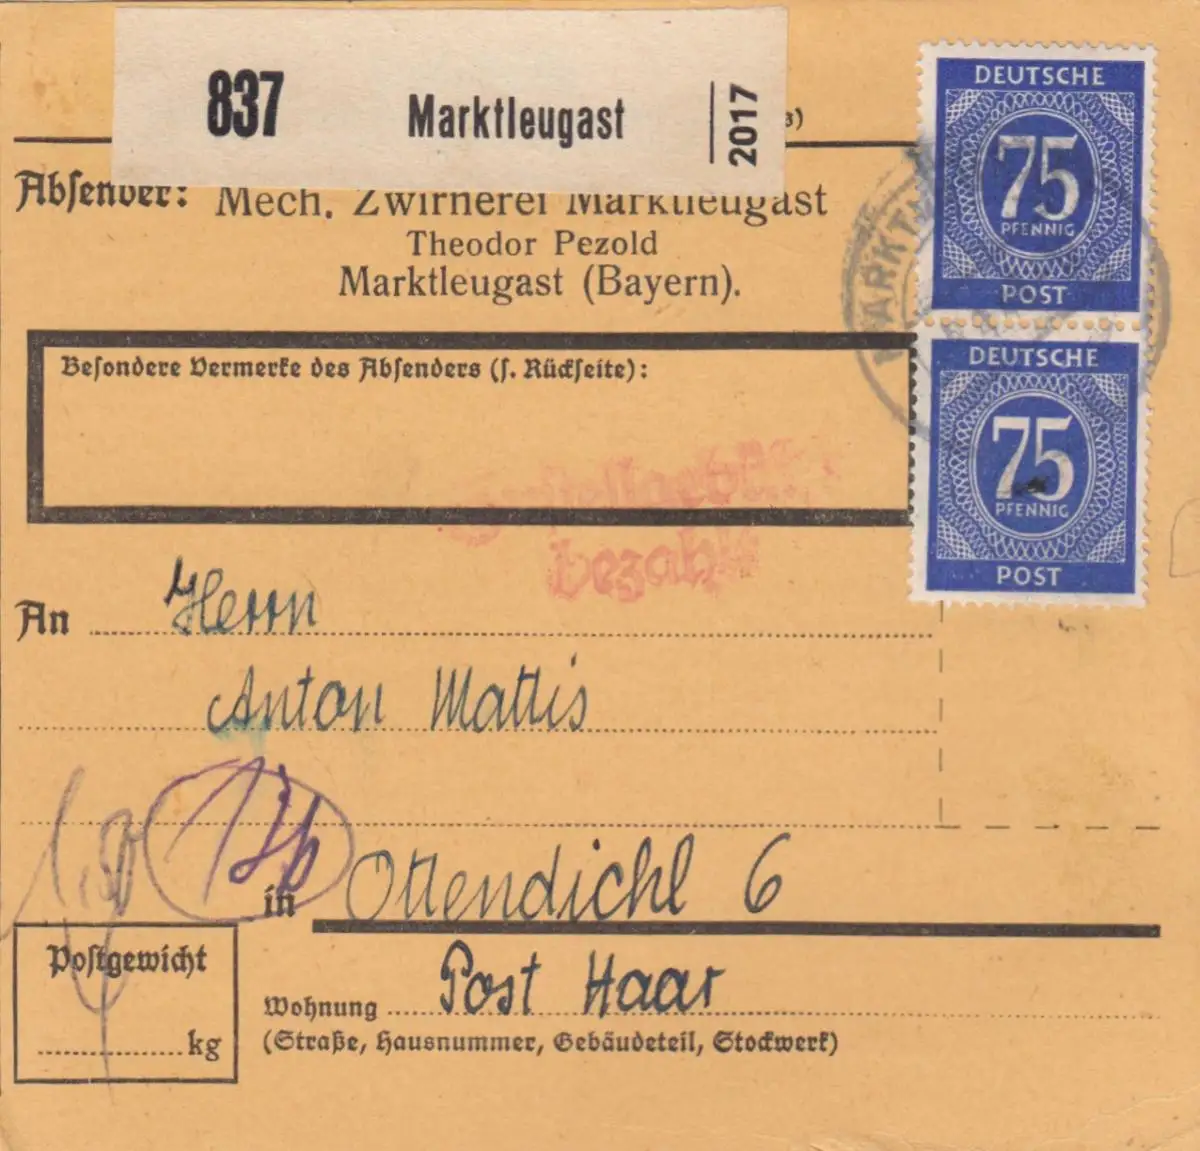 837 Marktleugast 2017
Absender: Mech. Zwirnerei Marktleugast
Theodor Pezold
Marktleugast (Bayern).
DEUTSCHE
75
PFENNIG
POST
DEUTSCHE
75
PFENNIG
POST
Besondere Vermerke des Absenders (s. Rückseite):
Zustellgebühr
bezahlt
An Herrn
Anton Mattis
in Ottendichl 6
Postgewicht
kg
Wohnung Post Haar
(Straße, Hausnummer, Gebäudeteil, Stockwerk)